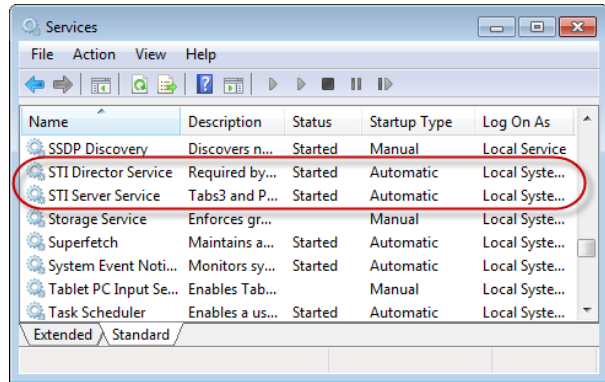 Services
File Action View Help
Name Description Status Startup Type Log On As
SSDP Discovery Discovers n... Started Manual Local Service
STI Director Service Required by... Started Automatic Local Syste...
STI Server Service Tabs3 and P... Started Automatic Local Syste...
Storage Service Enforces gr... Manual Local Syste...
Superfetch Maintains a... Started Automatic Local Syste...
System Event Noti... Monitors sy... Started Automatic Local Syste...
Tablet PC Input Se... Enables Tab... Manual Local Syste...
Task Scheduler Enables a us... Started Automatic Local Syste...
Extended Standard